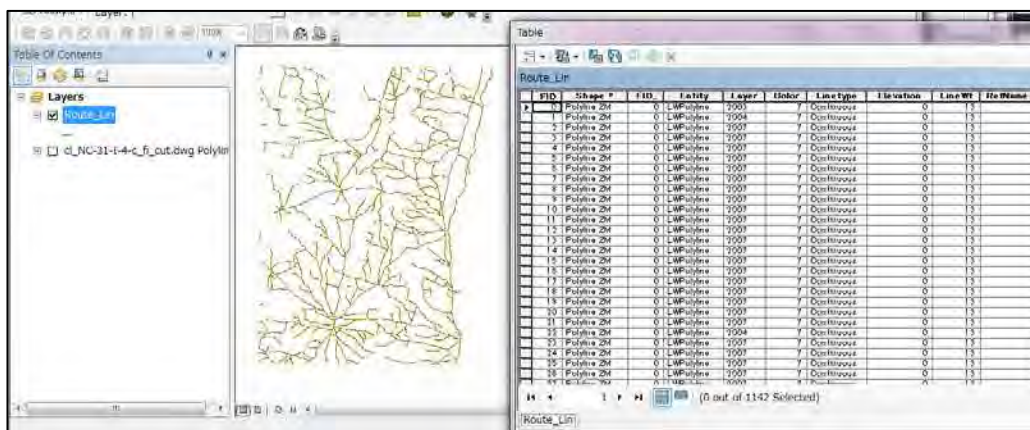 Layer:
100%
Table Of Contents
Layers
Route_Lin
Table
Route_Lin
FID Shape * FID_ Entity Layer Color Linetype Elevation LineWt RefName
0 Polyline ZM 0 LWPolyline 2003 7 Continuous 0 13
1 Polyline ZM 0 LWPolyline 2004 7 Continuous 0 13
2 Polyline ZM 0 LWPolyline 2007 7 Continuous 0 13
3 Polyline ZM 0 LWPolyline 2007 7 Continuous 0 13
4 Polyline ZM 0 LWPolyline 2007 7 Continuous 0 13
5 Polyline ZM 0 LWPolyline 2007 7 Continuous 0 13
6 Polyline ZM 0 LWPolyline 2007 7 Continuous 0 13
7 Polyline ZM 0 LWPolyline 2007 7 Continuous 0 13
8 Polyline ZM 0 LWPolyline 2007 7 Continuous 0 13
9 Polyline ZM 0 LWPolyline 2007 7 Continuous 0 13
10 Polyline ZM 0 LWPolyline 2007 7 Continuous 0 13
11 Polyline ZM 0 LWPolyline 2007 7 Continuous 0 13
12 Polyline ZM 0 LWPolyline 2007 7 Continuous 0 13
13 Polyline ZM 0 LWPolyline 2007 7 Continuous 0 13
14 Polyline ZM 0 LWPolyline 2007 7 Continuous 0 13
15 Polyline ZM 0 LWPolyline 2007 7 Continuous 0 13
16 Polyline ZM 0 LWPolyline 2007 7 Continuous 0 13
17 Polyline ZM 0 LWPolyline 2007 7 Continuous 0 13
18 Polyline ZM 0 LWPolyline 2007 7 Continuous 0 13
19 Polyline ZM 0 LWPolyline 2007 7 Continuous 0 13
20 Polyline ZM 0 LWPolyline 2007 7 Continuous 0 13
21 Polyline ZM 0 LWPolyline 2007 7 Continuous 0 13
22 Polyline ZM 0 LWPolyline 2004 7 Continuous 0 13
23 Polyline ZM 0 LWPolyline 2007 7 Continuous 0 13
24 Polyline ZM 0 LWPolyline 2007 7 Continuous 0 13
25 Polyline ZM 0 LWPolyline 2007 7 Continuous 0 13
26 Polyline ZM 0 LWPolyline 2007 7 Continuous 0 13
1
(0 out of 1142 Selected)
Route_Lin